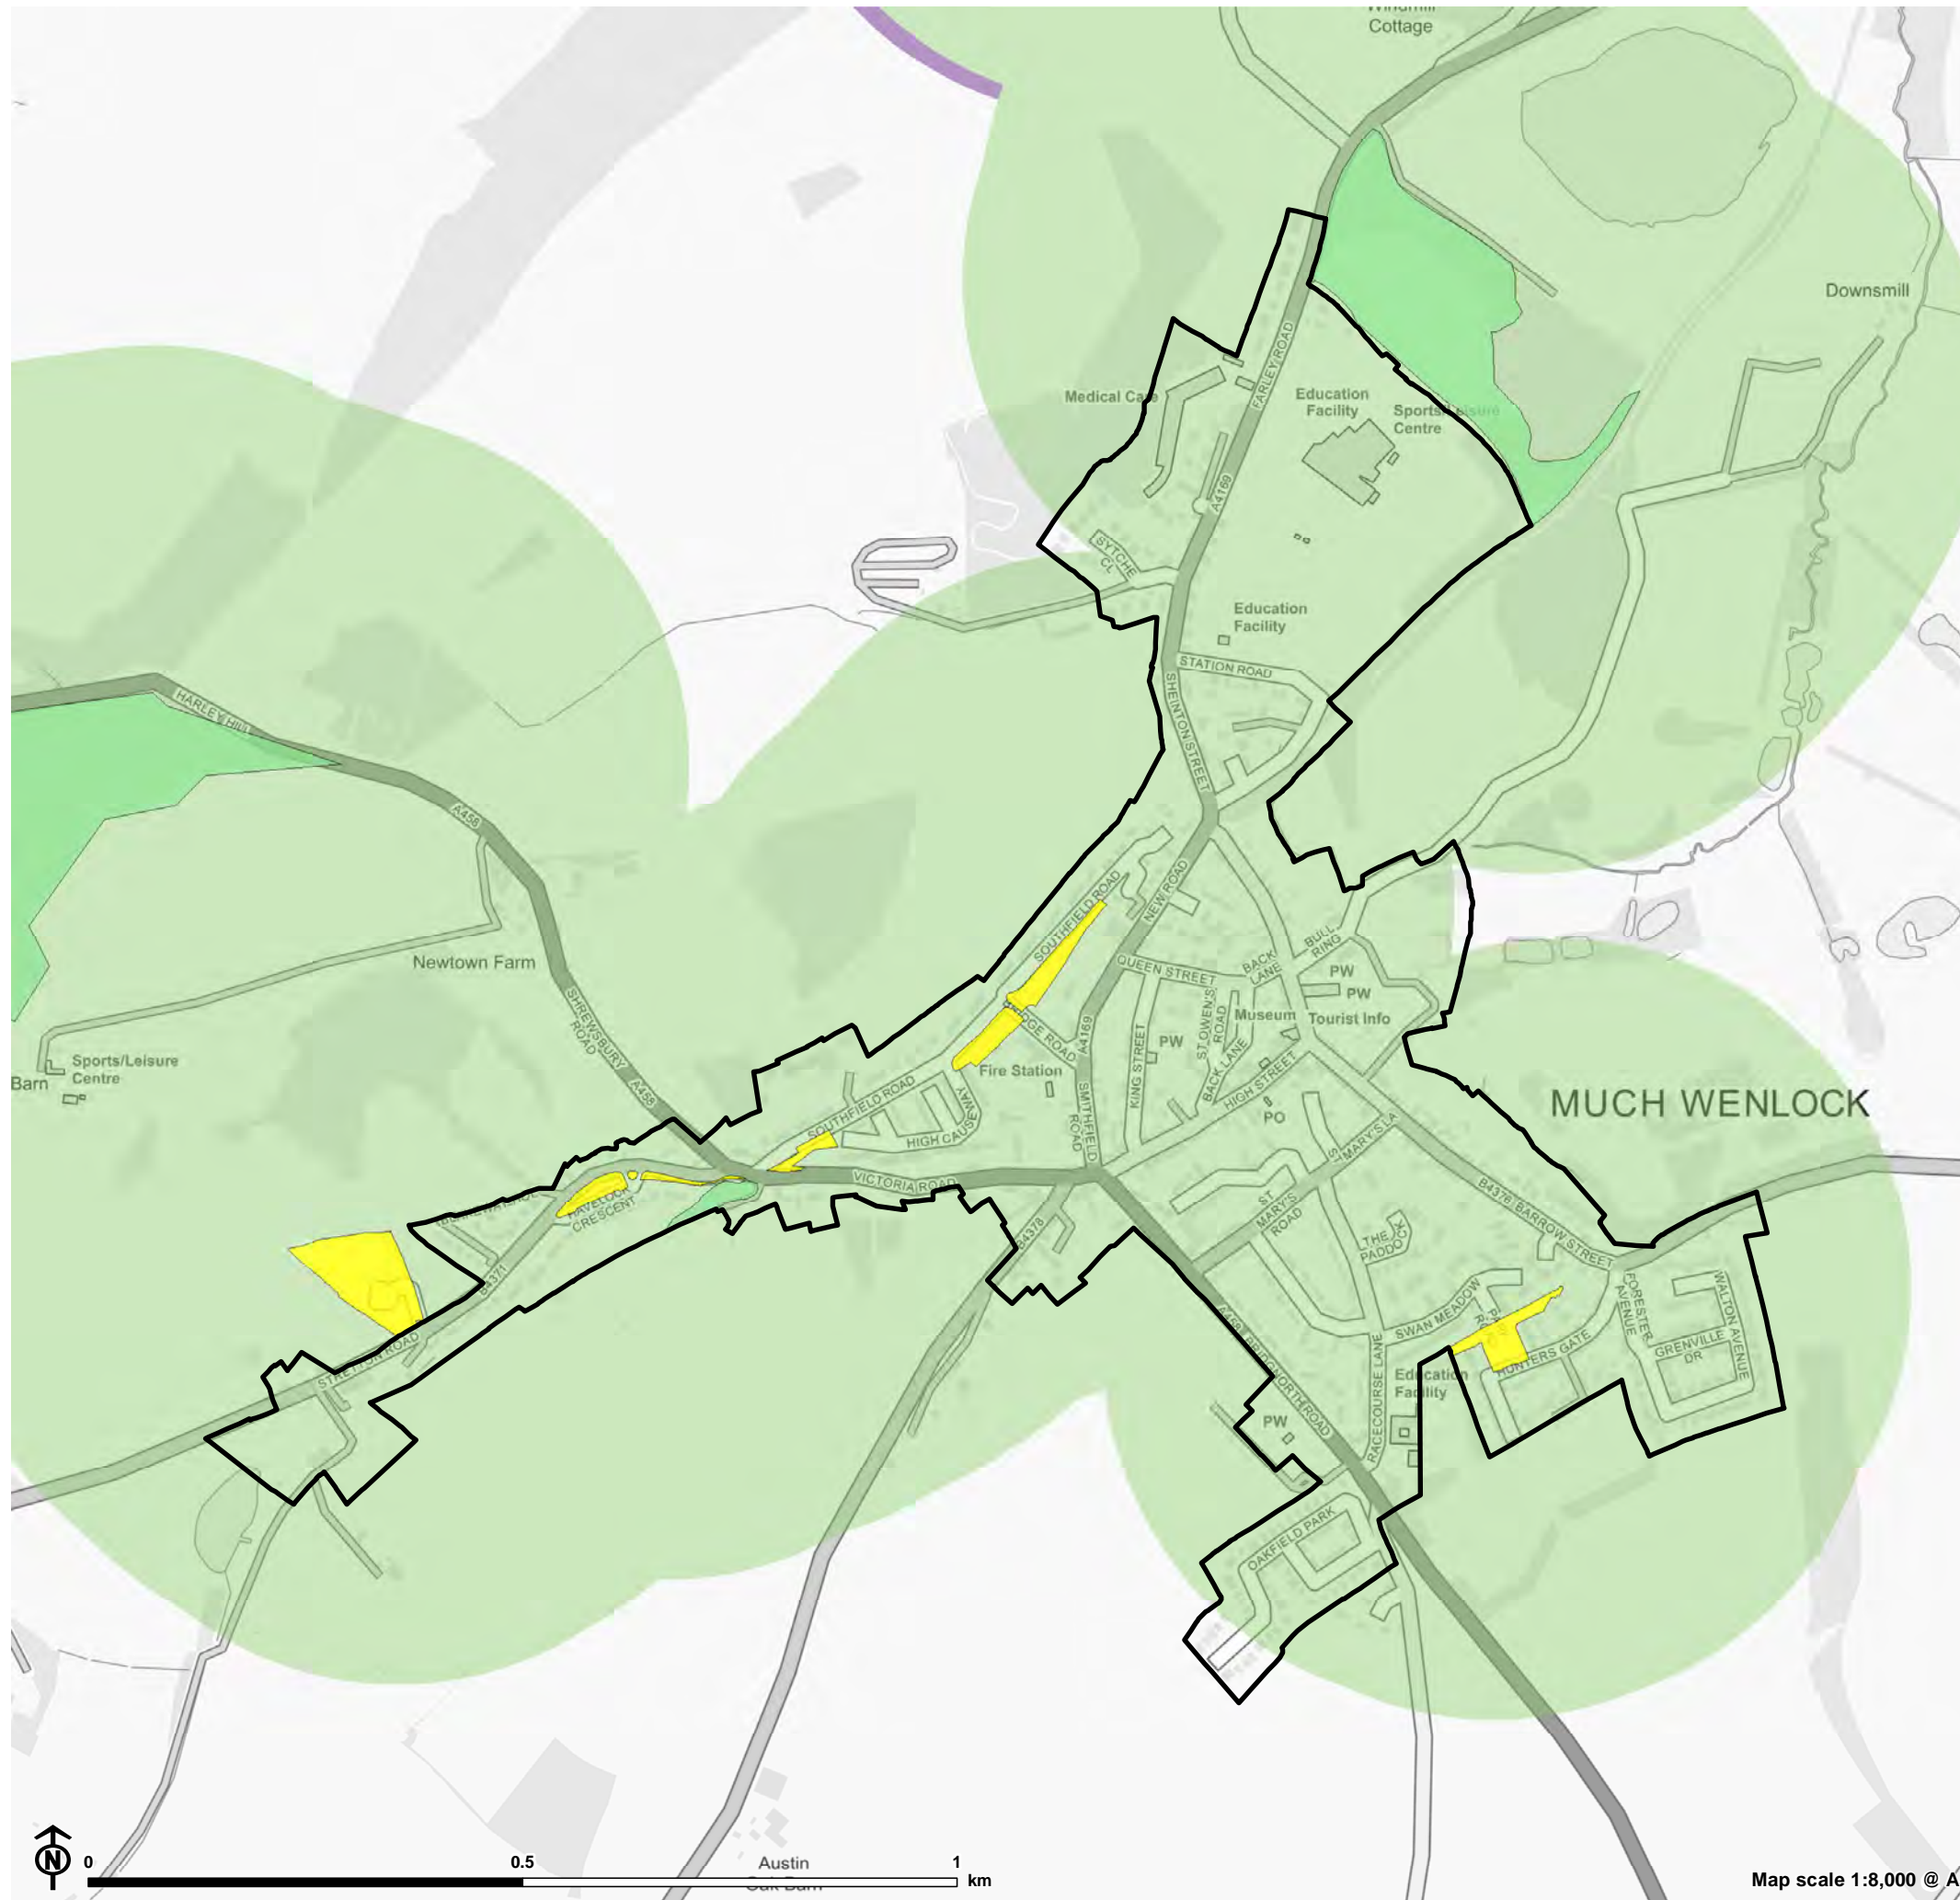 Cottage
Downsmill
Medical Care
FARLEY ROAD
Education
Facility
Sports/Leisure
Centre
A4169
SYTCHE
CL
Education
Facility
STATION ROAD
SHEINTON STREET
HARLEY HILL
A458
NEW ROAD
SOUTHFIELD ROAD
Newtown Farm
QUEEN STREET
BACK
LANE
BULL
RING
PW
PW
Museum
Tourist Info
SHREWSBURY
ROAD
A458
A4169
KING STREET
PW
ST OWEN'S
ROAD
BACK LANE
HIGH STREET
PO
Barn
Sports/Leisure
Centre
Fire Station
SMITHFIELD
ROAD
SOUTHFIELD ROAD
HIGH CAUSEWAY
MUCH WENLOCK
ST
MARY'S LA
VICTORIA ROAD
HAVELOCK
CRESCENT
B4371
B4378
ST
MARY'S
ROAD
THE
PADDOCK
B4376 BARROW STREET
STRETTON ROAD
A458 BRIDGNORTH ROAD
SWAN MEADOW
HUNTERS GATE
FORESTER
AVENUE
WALTON AVENUE
GRENVILLE
DR
RACECOURSE LANE
Education
Facility
PW
OAKFIELD PARK
N
0
0.5
1
km
Austin
Map scale 1:8,000 @ A